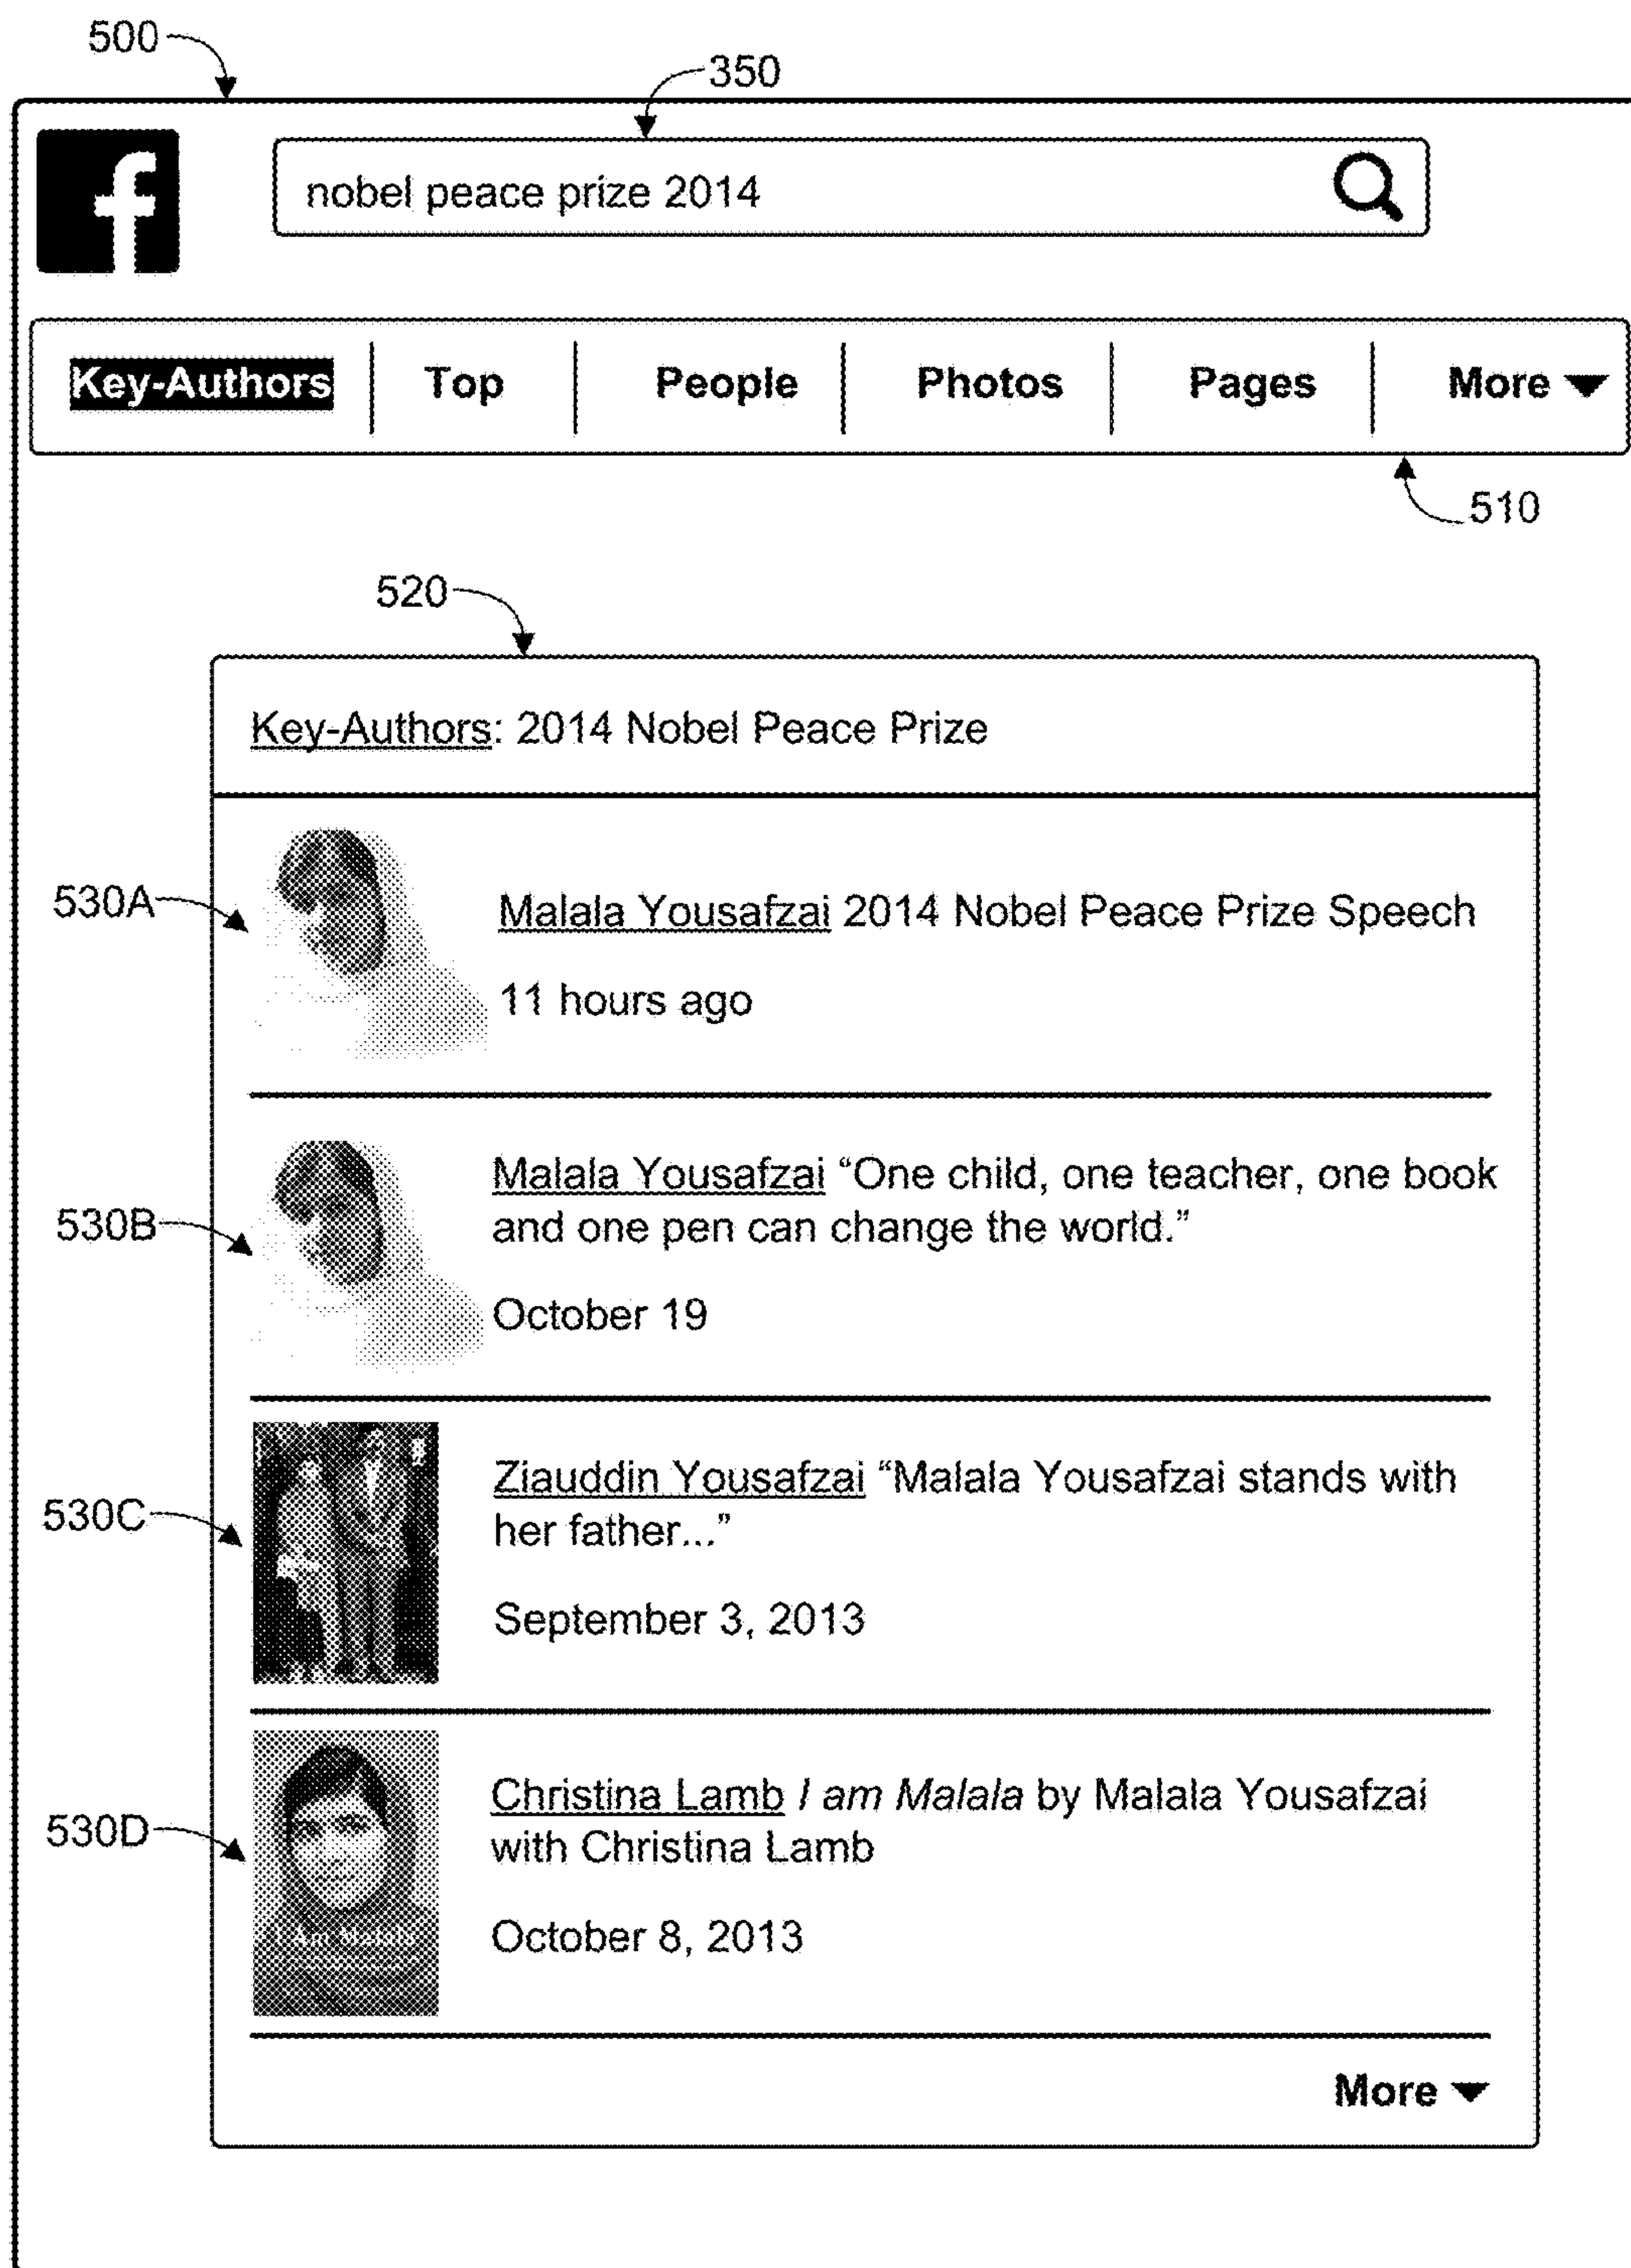 500
350
f
nobel peace prize 2014
Key-Authors Top People Photos Pages More
510
520
Key-Authors: 2014 Nobel Peace Prize
530A
Malala Yousafzai 2014 Nobel Peace Prize Speech
11 hours ago
530B
Malala Yousafzai “One child, one teacher, one book
and one pen can change the world.”
October 19
530C
Ziauddin Yousafzai “Malala Yousafzai stands with
her father...”
September 3, 2013
530D
Christina Lamb I am Malala by Malala Yousafzai
with Christina Lamb
October 8, 2013
More